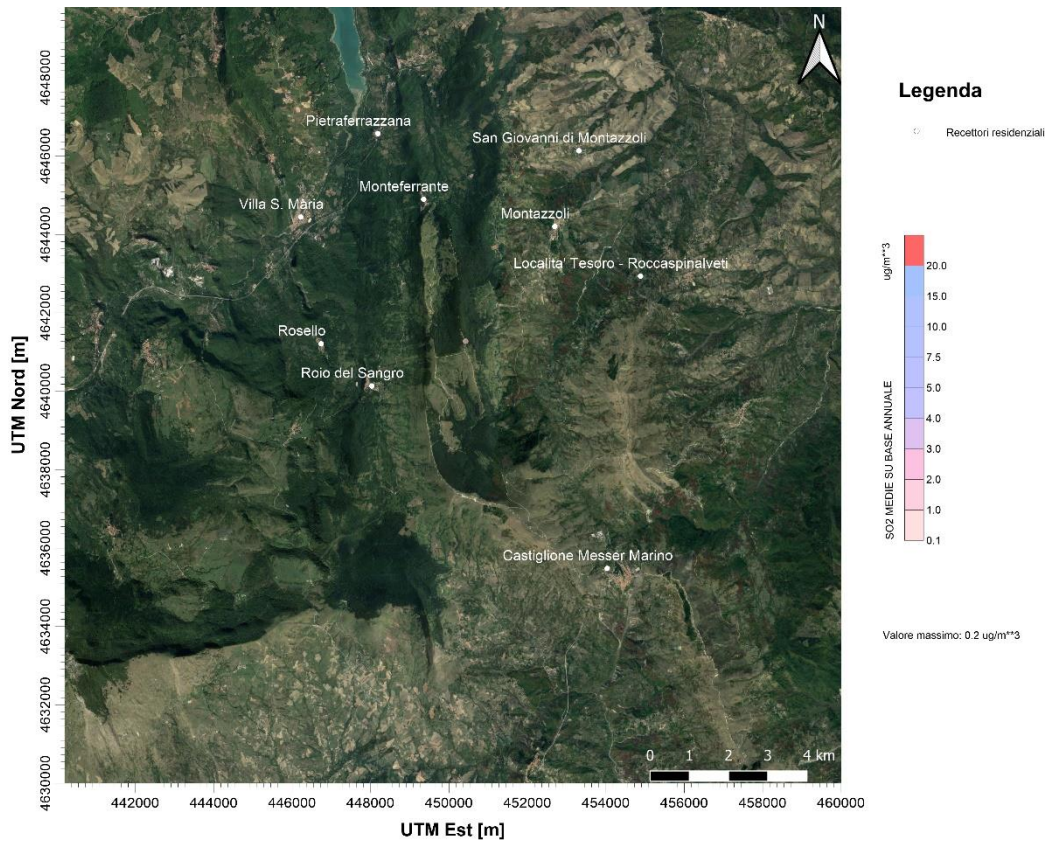 N
Pietraferrazzana
San Giovanni di Montazzoli
Monteferrante
Villa S. Maria
Montazzoli
Localita' Tesoro - Roccaspinalveti
Rosello
Roio del Sangro
Castiglione Messer Marino
0 1 2 3 4 km
UTM Nord [m]
4648000
4646000
4644000
4642000
4640000
4638000
4636000
4634000
4632000
4630000
442000 444000 446000 448000 450000 452000 454000 456000 458000 460000
UTM Est [m]
Legenda
Recettori residenziali
ug/m**3
SO2 MEDIE SU BASE ANNUALE
20.0
15.0
10.0
7.5
5.0
4.0
3.0
2.0
1.0
0.1
Valore massimo: 0.2 ug/m**3